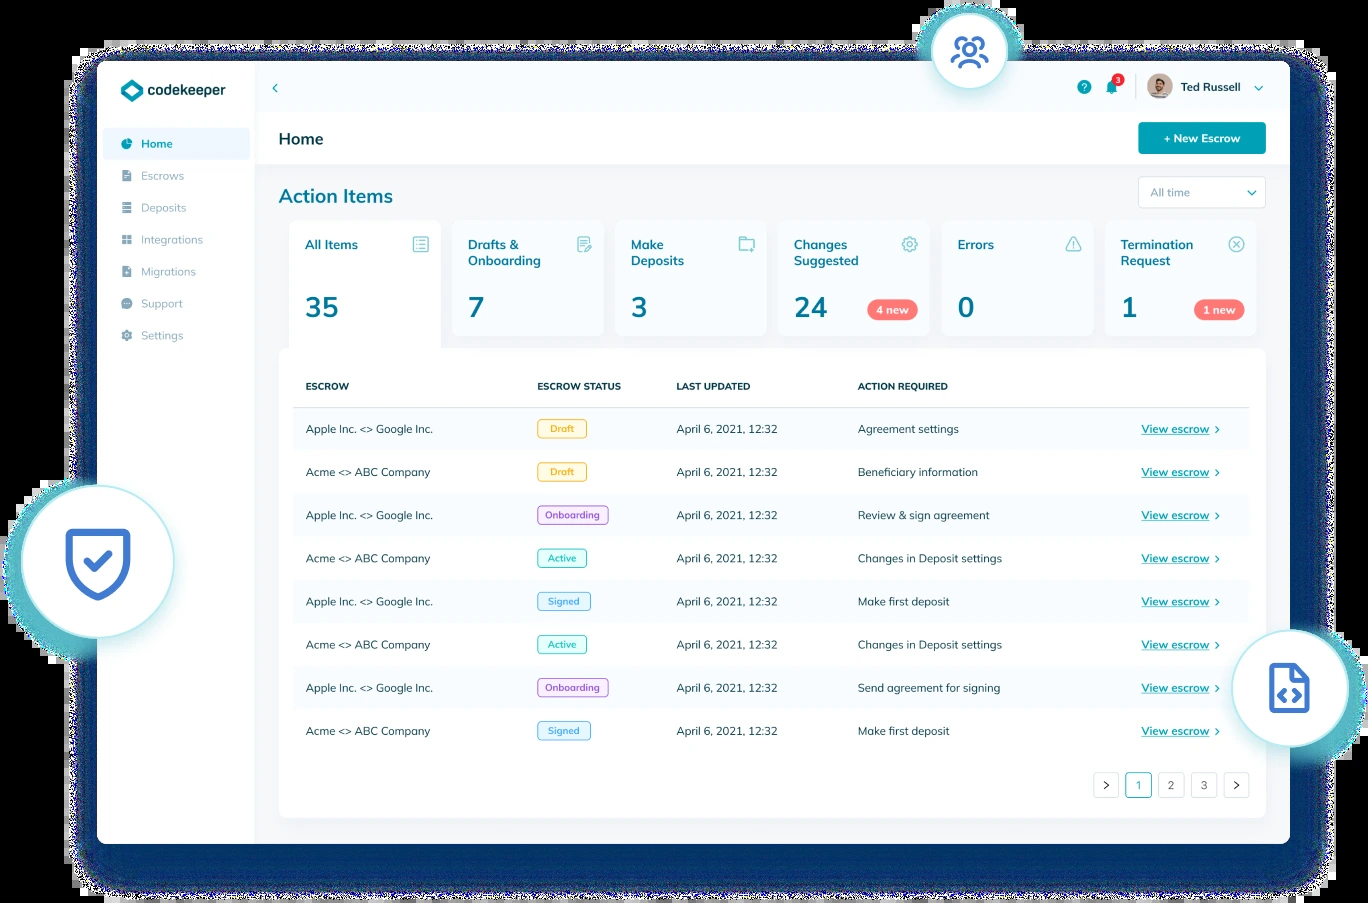 codekeeper
3
Ted Russell
Home
+ New Escrow
Home
Escrows
Deposits
Integrations
Migrations
Support
Settings
Action Items
All time
All Items
35
Drafts &
Onboarding
7
Make
Deposits
3
Changes
Suggested
24
4 new
Errors
0
Termination
Request
1
1 new
ESCROW ESCROW STATUS LAST UPDATED ACTION REQUIRED
Apple Inc. <> Google Inc. Draft April 6, 2021, 12:32 Agreement settings View escrow >
Acme <> ABC Company Draft April 6, 2021, 12:32 Beneficiary information View escrow >
Apple Inc. <> Google Inc. Onboarding April 6, 2021, 12:32 Review & sign agreement View escrow >
Acme <> ABC Company Active April 6, 2021, 12:32 Changes in Deposit settings View escrow >
Apple Inc. <> Google Inc. Signed April 6, 2021, 12:32 Make first deposit View escrow >
Acme <> ABC Company Active April 6, 2021, 12:32 Changes in Deposit settings View escrow >
Apple Inc. <> Google Inc. Onboarding April 6, 2021, 12:32 Send agreement for signing View escrow >
Acme <> ABC Company Signed April 6, 2021, 12:32 Make first deposit View escrow >
> 1 2 3 >